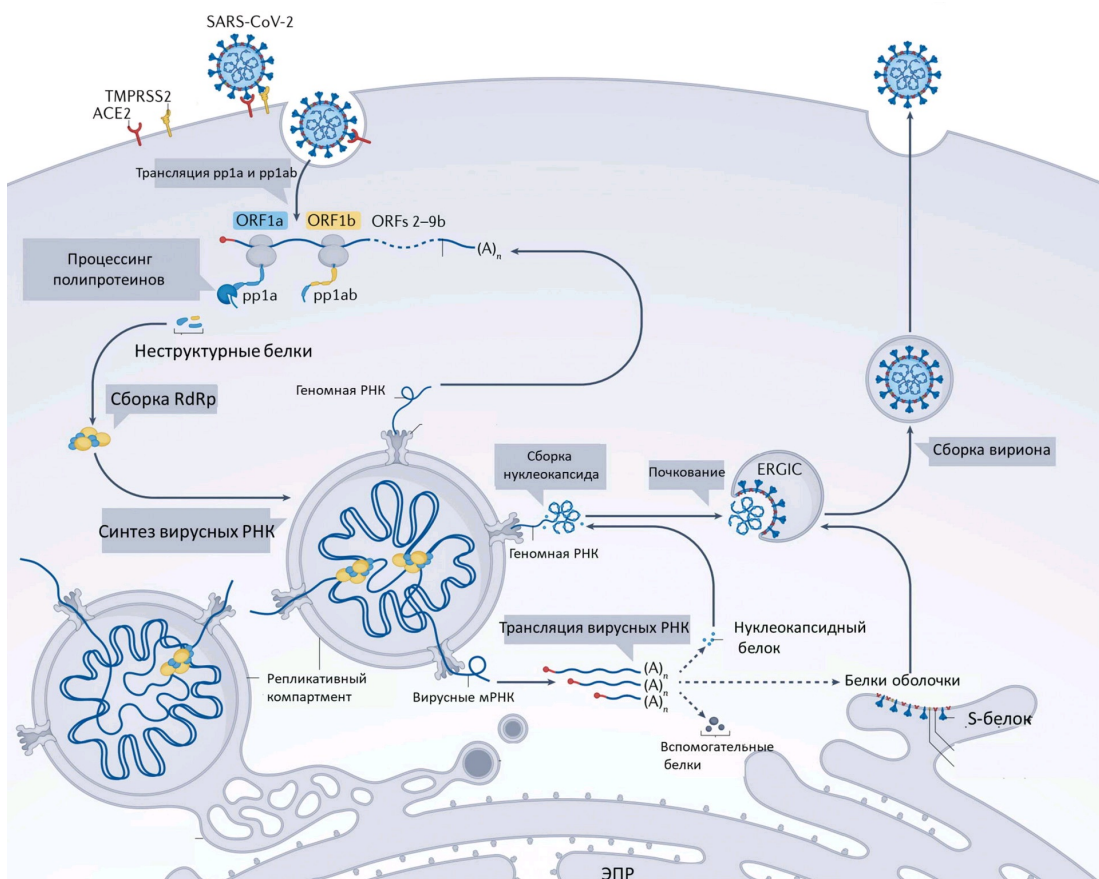 SARS-CoV-2
TMPRSS2
ACE2
Трансляция pp1a и pp1ab
ORF1a
ORF1b
ORFs 2–9b
(A)n
Процессинг
полипротеинов
pp1a
pp1ab
Неструктурные белки
Сборка RdRp
Геномная РНК
Сборка
нуклеокапсида
Почкование
ERGIC
Сборка вириона
Синтез вирусных РНК
Геномная РНК
Трансляция вирусных РНК
Нуклеокапсидный
белок
Репликативный
компартмент
Вирусные мРНК
(A)n
(A)n
(A)n
Белки оболочки
S-белок
Вспомогательные
белки
ЭПР